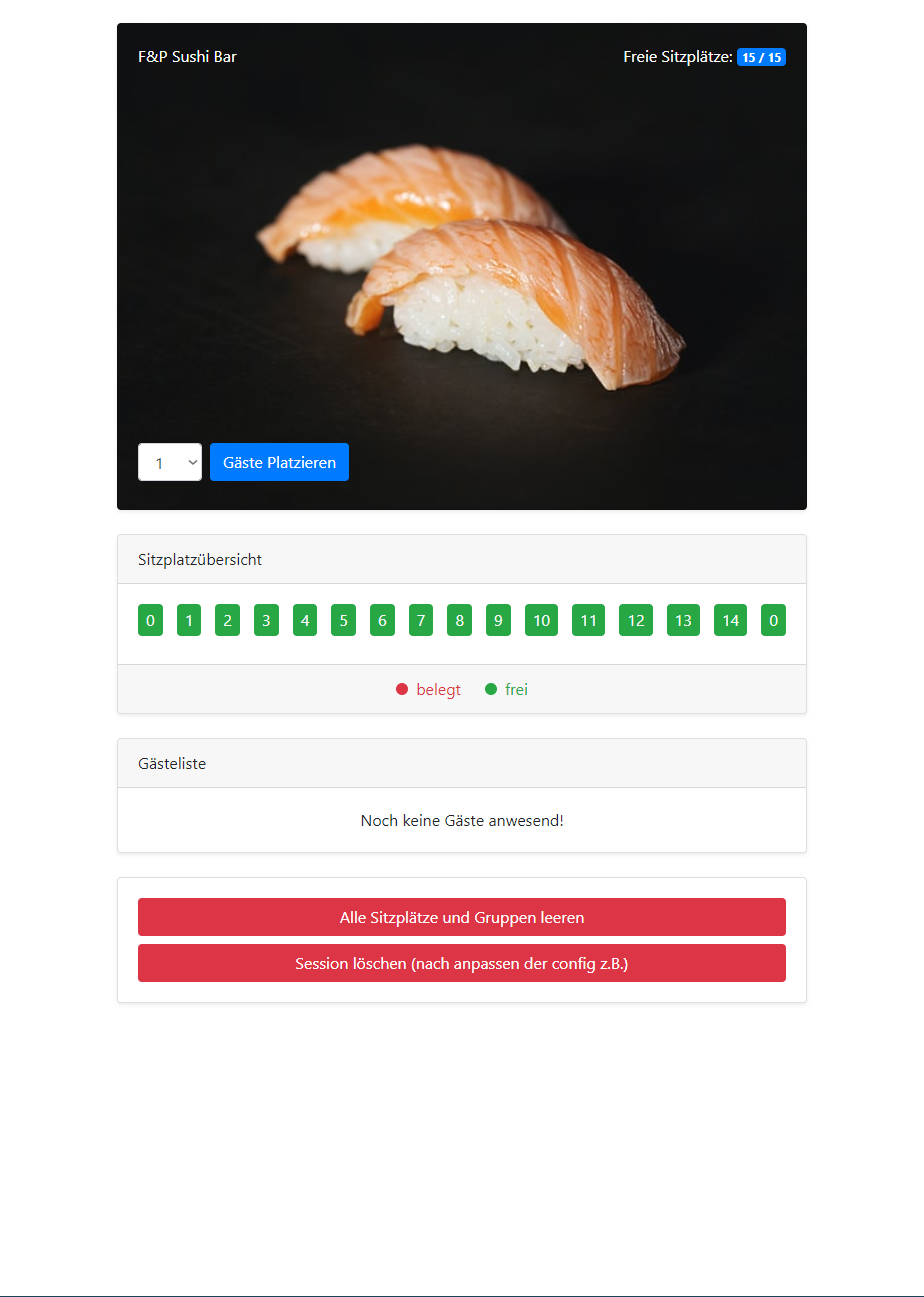 F&P Sushi Bar Freie Sitzplätze: 15 / 15
1 Gäste Platzieren
Sitzplatzübersicht
0 1 2 3 4 5 6 7 8 9 10 11 12 13 14 0
belegt frei
Gästeliste
Noch keine Gäste anwesend!
Alle Sitzplätze und Gruppen leeren
Session löschen (nach anpassen der config z.B.)